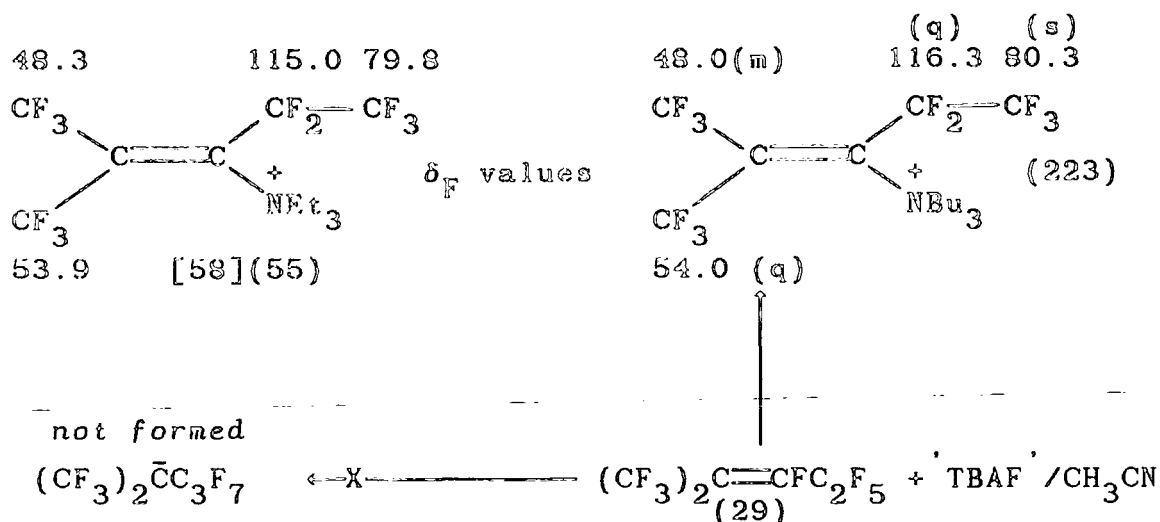 (q) (s)
48.3 115.0 79.8 48.0(m) 116.3 80.3
CF3 CF2—CF3 CF3 CF2—CF3
C=C δF values C=C (223)
+ +
CF3 NEt3 CF3 NBu3
53.9 [58](55) 54.0 (q)
not formed
(CF3)2C̄C3F7 ←X— (CF3)2C=CFC2F5 + 'TBAF'/CH3CN
(29)